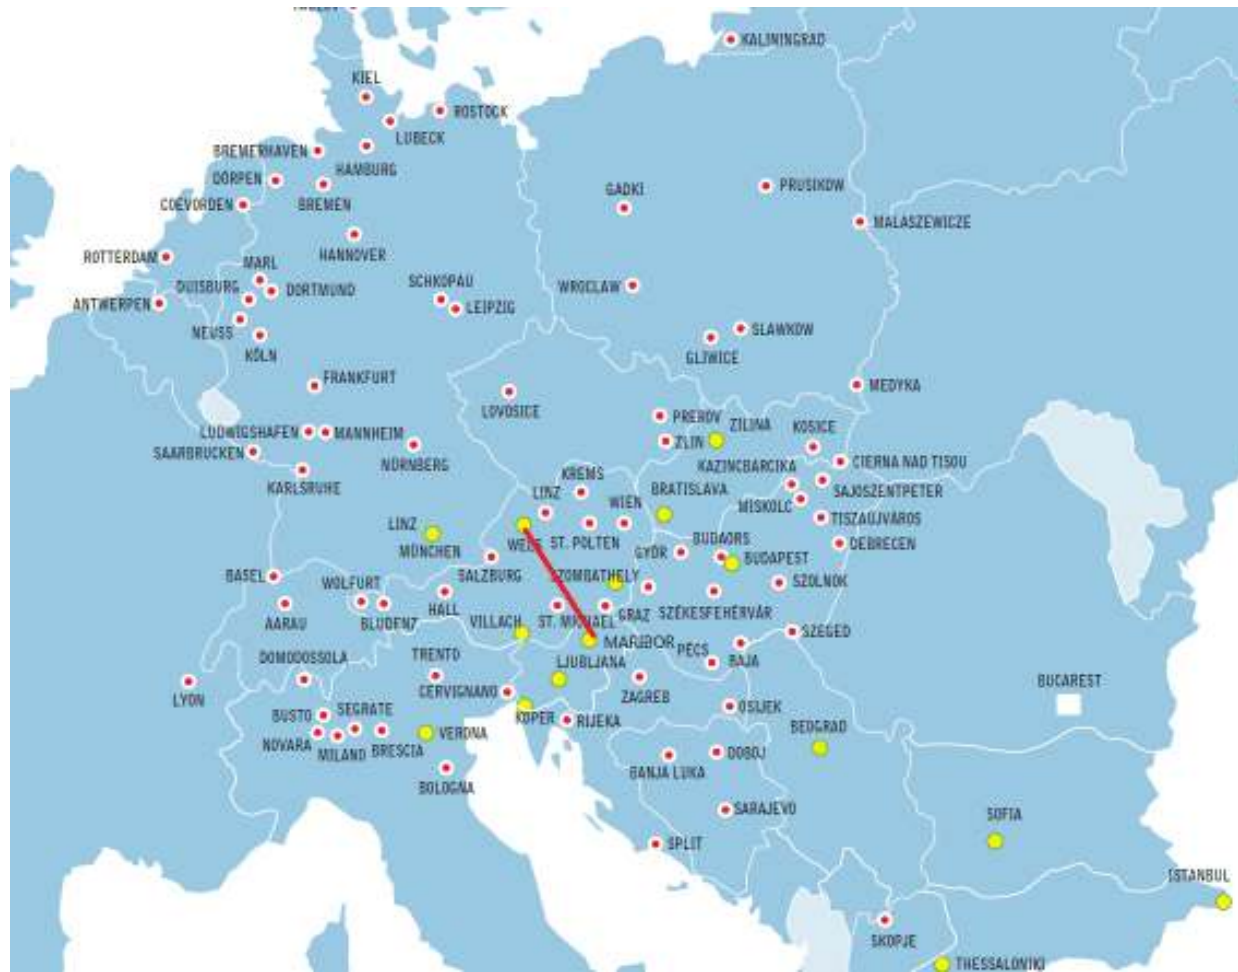 KALININGRAD
KIEL
ROSTOCK
LUBECK
BREMERHAVEN
HAMBURG
DÖRPEN
COEVORDEN
BREMEN
GADKI
PRUSIKOW
MALASZEWICZE
HANNOVER
ROTTERDAM
MARL
DUISBURG
DORTMUND
SCHKOPAU
WROCLAW
ANTWERPEN
LEIPZIG
NEUSS
SLAWKOW
KÖLN
GLIWICE
FRANKFURT
MEDYKA
LOVOSICE
PREROV
ZILINA
KOSICE
LUDWIGSHAFEN
MANNHEIM
ZLIN
SAARBRUCKEN
NÜRNBERG
KAZINCBARCIKA
CIERNA NAD TISOU
KARLSRUHE
KREMS
BRATISLAVA
SAJOSZENTPETER
LINZ
WIEN
MISKOLC
TISZAUJVAROS
LINZ
MÜNCHEN
WELS
ST. POLTEN
GYÖR
BUDAORS
BUDAPEST
DEBRECEN
BASEL
WOLFURT
SALZBURG
SZOMBATHELY
SZOLNOK
AARAU
BLUDENZ
HALL
VILLACH
ST. MICHAEL
GRAZ
SZÉKESFEHÉRVÁR
SZEGED
MARIBOR
PÉCS
BAJA
DOMODOSSOLA
TRENTO
LJUBLJANA
LYON
CERVIGNANO
ZAGREB
BUCAREST
BUSTO
SEGRATE
KOPER
RIJEKA
OSIJEK
BEOGRAD
NOVARA
MILANO
BRESCIA
VERONA
BANJA LUKA
DOBOJ
BOLOGNA
SARAJEVO
SOFIA
SPLIT
ISTANBUL
SKOPJE
THESSALONIKI